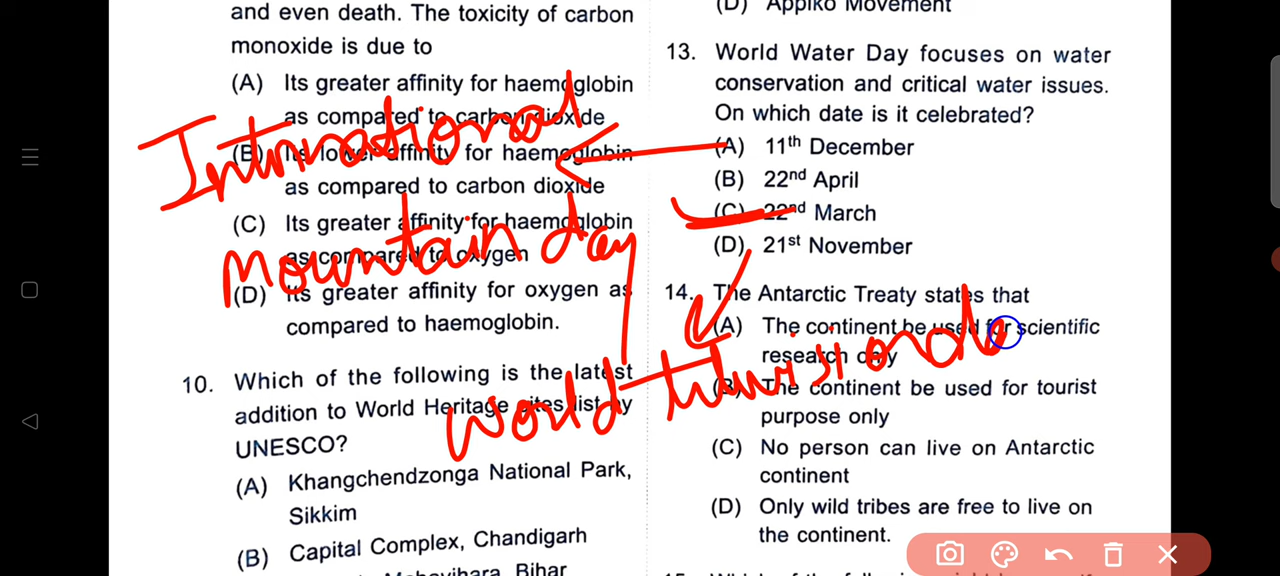 and even death. The toxicity of carbon
monoxide is due to
(A) Its greater affinity for haemoglobin
as compared to carbon dioxide
(B) Its lower affinity for haemoglobin
as compared to carbon dioxide
(C) Its greater affinity for haemoglobin
as compared to oxygen
(D) Its greater affinity for oxygen as
compared to haemoglobin.
10. Which of the following is the latest
addition to World Heritage sites list by
UNESCO?
(A) Khangchendzonga National Park,
Sikkim
(B) Capital Complex, Chandigarh
Bihar
(D) Appiko Movement
13. World Water Day focuses on water
conservation and critical water issues.
On which date is it celebrated?
(A) 11th December
(B) 22nd April
(C) 22nd March
(D) 21st November
14. The Antarctic Treaty states that
(A) The continent be used for scientific
research only
(B) The continent be used for tourist
purpose only
(C) No person can live on Antarctic
continent
(D) Only wild tribes are free to live on
the continent.
International
Mountain day
World